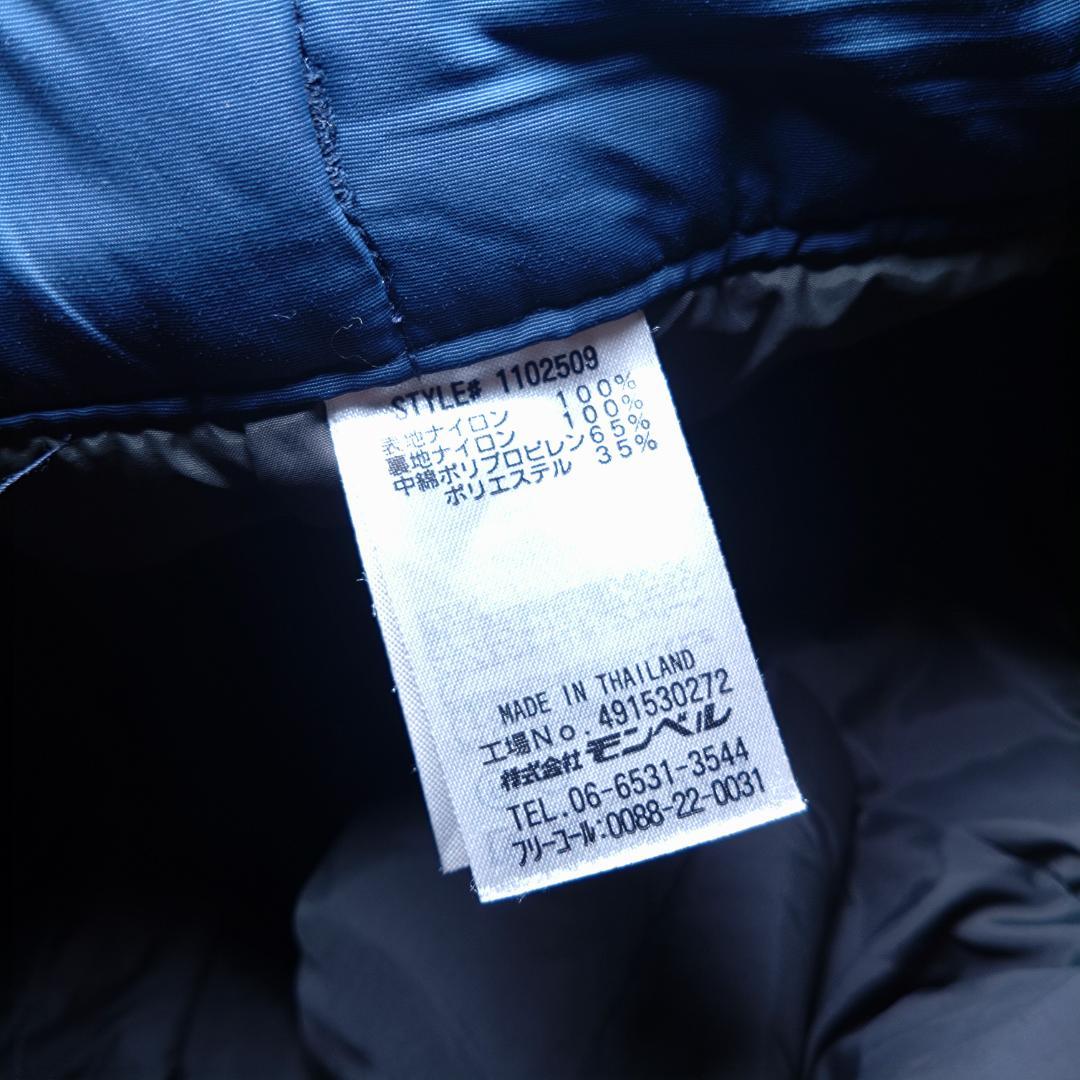 STYLE# 1102509
表地ナイロン 100%
裏地ナイロン 100%
中綿ポリプロピレン65%
ポリエステル 35%
MADE IN THAILAND
工場No.491530272
株式会社モンベル
TEL.06-6531-3544
フリーコール:0088-22-0031